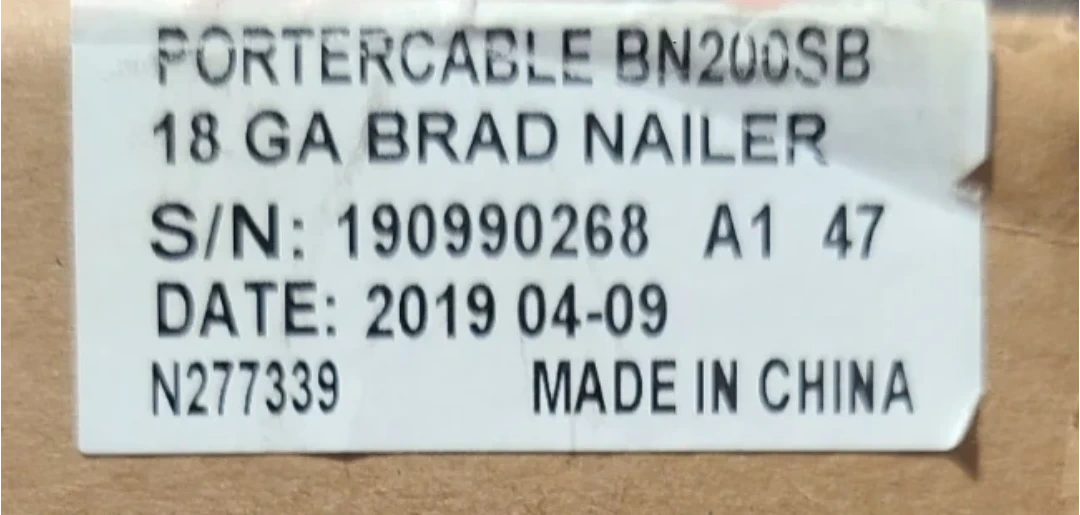 PORTERCABLE BN200SB
18 GA BRAD NAILER
S/N: 190990268 A1 47
DATE: 2019 04-09
N277339 MADE IN CHINA